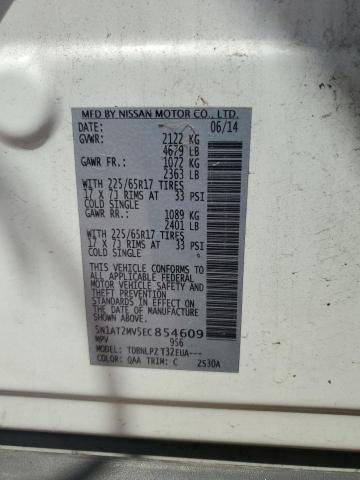 MFD BY NISSAN MOTOR CO., LTD.
DATE: 06/14
GVWR: 2122 KG
4679 LB
GAWR FR.: 1072 KG
2363 LB
WITH 225/65R17 TIRES
17 X 7J RIMS AT 33 PSI
COLD SINGLE
GAWR RR.: 1089 KG
2401 LB
WITH 225/65R17 TIRES
17 X 7J RIMS AT 33 PSI
COLD SINGLE
THIS VEHICLE CONFORMS TO
ALL APPLICABLE FEDERAL
MOTOR VEHICLE SAFETY
AND THEFT PREVENTION
STANDARDS IN EFFECT ON
THE DATE OF MANUFACTURE
SHOWN ABOVE.
5N1AT2MV5EC854609
MPV 956
MODEL: TDBNLPZ T32EUA---
COLOR: QAA TRIM: C 2S30A